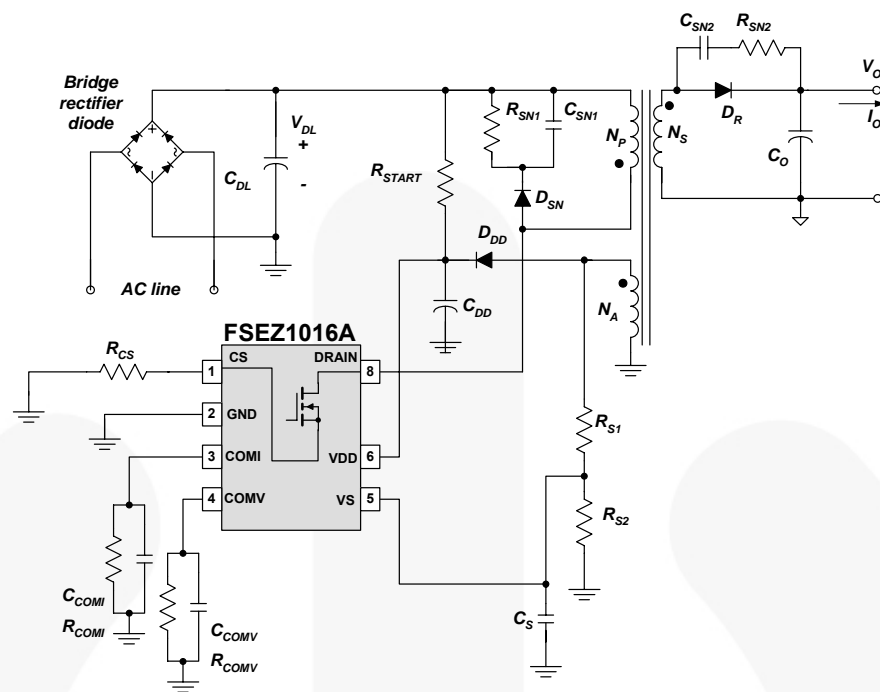 C_SN2 R_SN2
Bridge
rectifier
diode
V_O
V_DL
+
-
C_DL
R_START
R_SN1
C_SN1
N_P
N_S
D_R
I_O
C_O
D_SN
D_DD
C_DD
N_A
AC line
FSEZ1016A
R_CS
1 CS
DRAIN 8
2 GND
3 COMI
VDD 6
4 COMV
VS 5
R_S1
R_S2
C_S
C_COMI
R_COMI
C_COMV
R_COMV